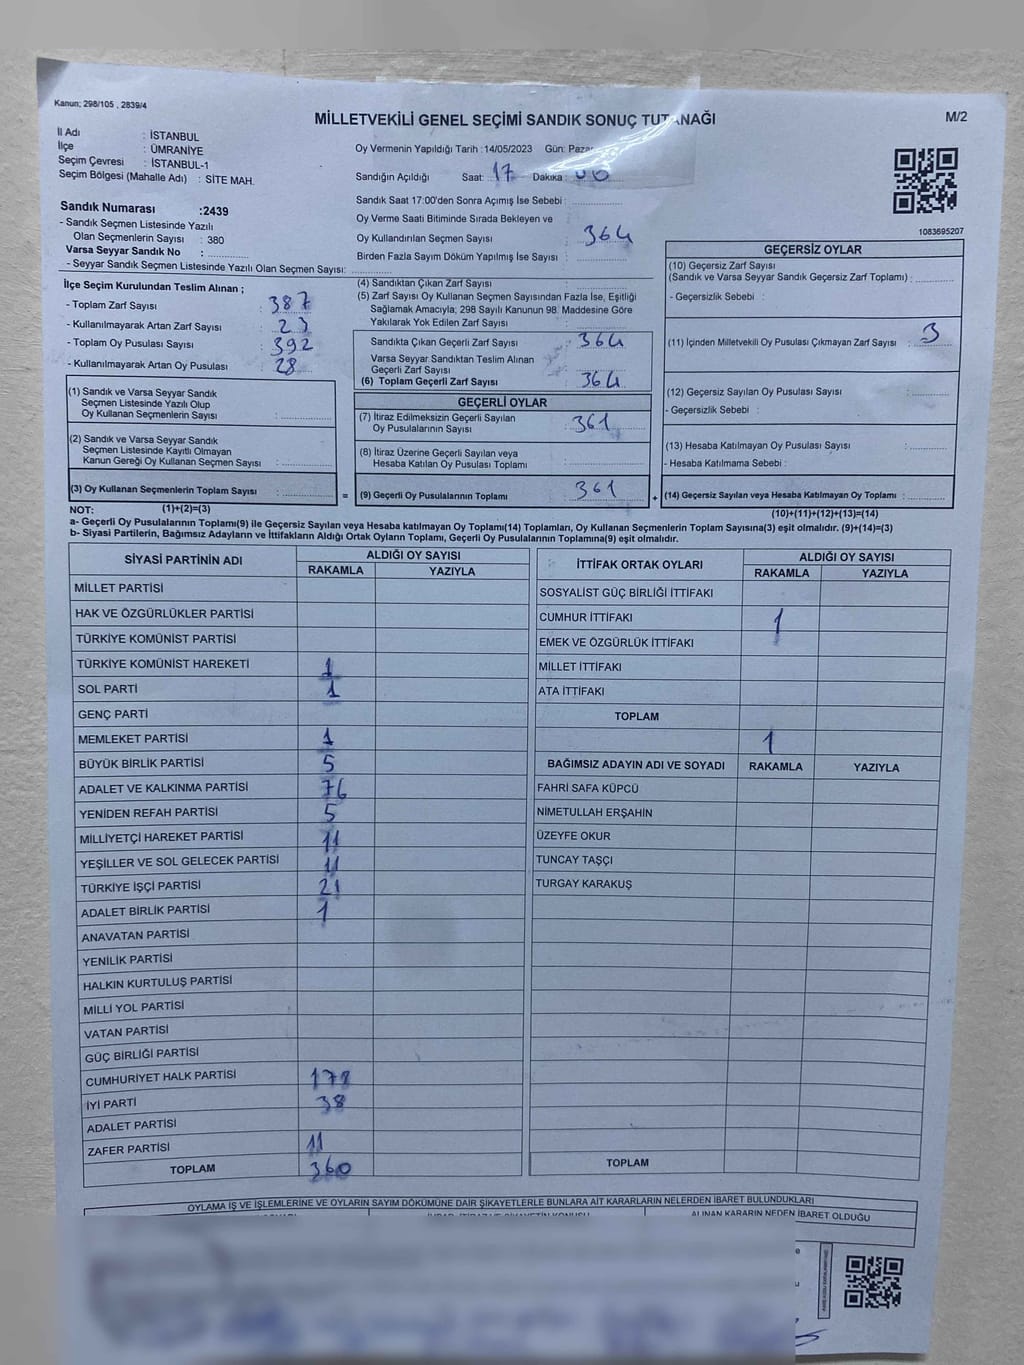 Kanun; 298/105 , 2839/4
MİLLETVEKİLİ GENEL SEÇİMİ SANDIK SONUÇ TUTANAĞI
M/2
İl Adı : İSTANBUL
İlçe : ÜMRANİYE
Seçim Çevresi : İSTANBUL-1
Seçim Bölgesi (Mahalle Adı) : SİTE MAH.
Sandık Numarası :2439
- Sandık Seçmen Listesinde Yazılı
Olan Seçmenlerin Sayısı : 380
Varsa Seyyar Sandık No :
- Seyyar Sandık Seçmen Listesinde Yazılı Olan Seçmen Sayısı:
Oy Vermenin Yapıldığı Tarih :14/05/2023 Gün:
Sandığın Açıldığı Saat: 17 Dakika: 00
Sandık Saat 17:00'den Sonra Açımış İse Sebebi :
Oy Verme Saati Bitiminde Sırada Bekleyen ve
Oy Kullandırılan Seçmen Sayısı 364
Birden Fazla Sayım Döküm Yapılmış İse Sayısı :
1083695207
İlçe Seçim Kurulundan Teslim Alınan ;
- Toplam Zarf Sayısı : 387
- Kullanılmayarak Artan Zarf Sayısı : 23
- Toplam Oy Pusulası Sayısı : 392
- Kullanılmayarak Artan Oy Pusulası : 28
(1) Sandık ve Varsa Seyyar Sandık
Seçmen Listesinde Yazılı Olup
Oy Kullanan Seçmenlerin Sayısı :
(2) Sandık ve Varsa Seyyar Sandık
Seçmen Listesinde Kayıtlı Olmayan
Kanun Gereği Oy Kullanan Seçmen Sayısı :
(3) Oy Kullanan Seçmenlerin Toplam Sayısı :
(1)+(2)=(3)
(4) Sandıktan Çıkan Zarf Sayısı :
(5) Zarf Sayısı Oy Kullanan Seçmen Sayısından Fazla İse, Eşitliği
Sağlamak Amacıyla; 298 Sayılı Kanunun 98. Maddesine Göre
Yakılarak Yok Edilen Zarf Sayısı :
Sandıkta Çıkan Geçerli Zarf Sayısı : 364
Varsa Seyyar Sandıktan Teslim Alınan
Geçerli Zarf Sayısı :
(6) Toplam Geçerli Zarf Sayısı : 364
GEÇERLİ OYLAR
(7) İtiraz Edilmeksizin Geçerli Sayılan
Oy Pusulalarının Sayısı : 361
(8) İtiraz Üzerine Geçerli Sayılan veya
Hesaba Katılan Oy Pusulası Toplamı :
= (9) Geçerli Oy Pusulalarının Toplamı : 361 +
GEÇERSİZ OYLAR
(10) Geçersiz Zarf Sayısı
(Sandık ve Varsa Seyyar Sandık Geçersiz Zarf Toplamı) :
- Geçersizlik Sebebi :
(11) İçinden Milletvekili Oy Pusulası Çıkmayan Zarf Sayısı : 3
(12) Geçersiz Sayılan Oy Pusulası Sayısı :
- Geçersizlik Sebebi :
(13) Hesaba Katılmayan Oy Pusulası Sayısı :
- Hesaba Katılmama Sebebi :
(14) Geçersiz Sayılan veya Hesaba Katılmayan Oy Toplamı :
(10)+(11)+(12)+(13)=(14)
NOT:
a- Geçerli Oy Pusulalarının Toplamı(9) ile Geçersiz Sayılan veya Hesaba katılmayan Oy Toplamı(14) Toplamları, Oy Kullanan Seçmenlerin Toplam Sayısına(3) eşit olmalıdır. (9)+(14)=(3)
b- Siyasi Partilerin, Bağımsız Adayların ve İttifakların Aldığı Ortak Oyların Toplamı, Geçerli Oy Pusulalarının Toplamına(9) eşit olmalıdır.
SİYASİ PARTİNİN ADI ALDIĞI OY SAYISI
RAKAMLA YAZIYLA
MİLLET PARTİSİ
HAK VE ÖZGÜRLÜKLER PARTİSİ
TÜRKİYE KOMÜNİST PARTİSİ
TÜRKİYE KOMÜNİST HAREKETİ 1
SOL PARTİ 1
GENÇ PARTİ
MEMLEKET PARTİSİ 1
BÜYÜK BİRLİK PARTİSİ 5
ADALET VE KALKINMA PARTİSİ 76
YENİDEN REFAH PARTİSİ 5
MİLLİYETÇİ HAREKET PARTİSİ 11
YEŞİLLER VE SOL GELECEK PARTİSİ 11
TÜRKİYE İŞÇİ PARTİSİ 21
ADALET BİRLİK PARTİSİ 1
ANAVATAN PARTİSİ
YENİLİK PARTİSİ
HALKIN KURTULUŞ PARTİSİ
MİLLİ YOL PARTİSİ
VATAN PARTİSİ
GÜÇ BİRLİĞİ PARTİSİ
CUMHURİYET HALK PARTİSİ 178
İYİ PARTİ 38
ADALET PARTİSİ
ZAFER PARTİSİ 11
TOPLAM 360
İTTİFAK ORTAK OYLARI ALDIĞI OY SAYISI
RAKAMLA YAZIYLA
SOSYALİST GÜÇ BİRLİĞİ İTTİFAKI
CUMHUR İTTİFAKI 1
EMEK VE ÖZGÜRLÜK İTTİFAKI
MİLLET İTTİFAKI
ATA İTTİFAKI
TOPLAM
1
BAĞIMSIZ ADAYIN ADI VE SOYADI RAKAMLA YAZIYLA
FAHRİ SAFA KÜPCÜ
NİMETULLAH ERŞAHİN
ÜZEYFE OKUR
TUNCAY TAŞÇI
TURGAY KARAKUŞ
TOPLAM
OYLAMA İŞ VE İŞLEMLERİNE VE OYLARIN SAYIM DÖKÜMÜNE DAİR ŞİKAYETLERLE BUNLARA AİT KARARLARIN NELERDEN İBARET BULUNDUKLARI
ALINAN KARARIN NEDEN İBARET OLDUĞU